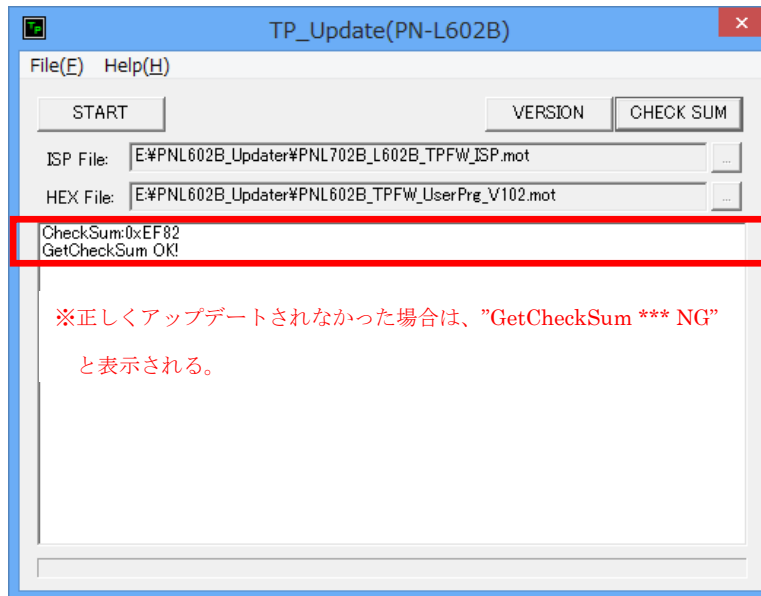 Tp TP_Update(PN-L602B) ×
File(F) Help(H)
START VERSION CHECK SUM
ISP File: E:¥PNL602B_Updater¥PNL702B_L602B_TPFW_ISP.mot ...
HEX File: E:¥PNL602B_Updater¥PNL602B_TPFW_UserPrg_V102.mot ...
CheckSum:0xEF82
GetCheckSum OK!
※正しくアップデートされなかった場合は、”GetCheckSum *** NG”
と表示される。